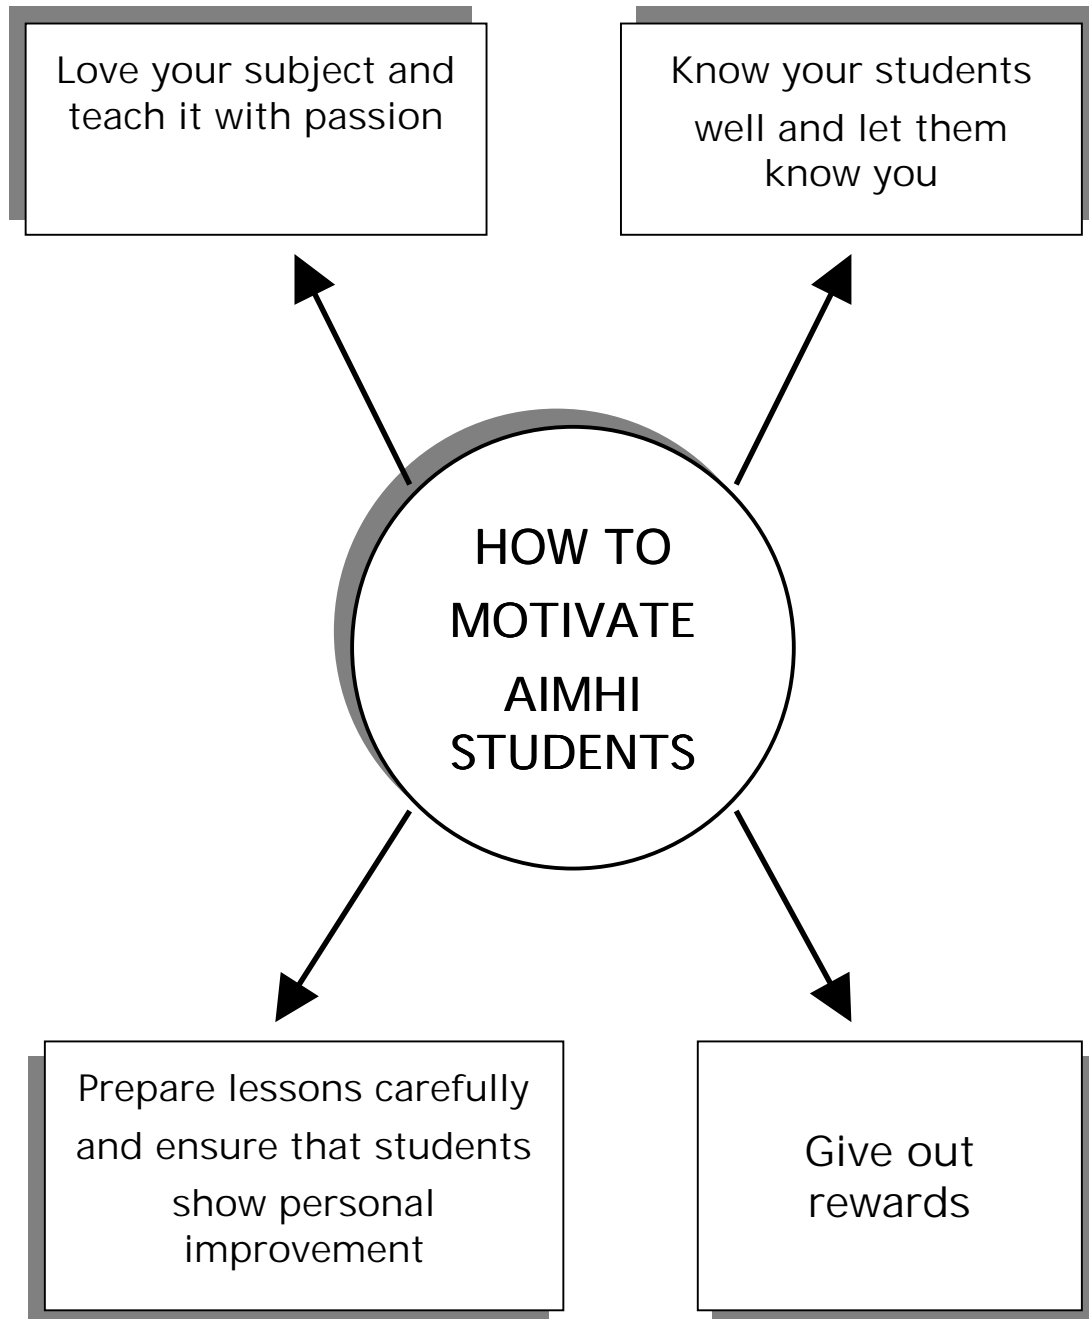 Love your subject and
teach it with passion
Know your students
well and let them
know you
HOW TO
MOTIVATE
AIMHI
STUDENTS
Prepare lessons carefully
and ensure that students
show personal
improvement
Give out
rewards